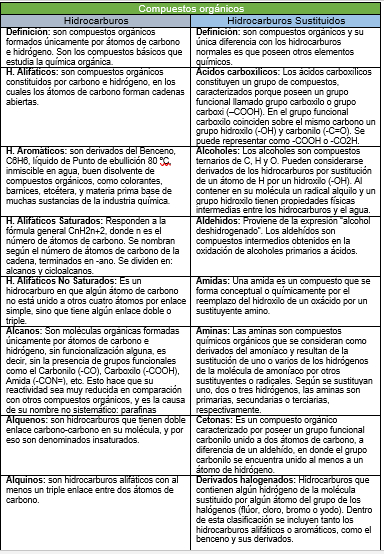 Compuestos orgánicos
Hidrocarburos
Hidrocarburos Sustituidos
Definición: son compuestos orgánicos
formados únicamente por átomos de carbono
e hidrógeno. Son los compuestos básicos que
estudia la química orgánica.
Definición: son compuestos orgánicos y su
única diferencia con los hidrocarburos
normales es que poseen otros elementos
químicos.
H. Alifáticos: son compuestos orgánicos
constituidos por carbono e hidrógeno, en los
cuales los átomos de carbono forman cadenas
abiertas.
Ácidos carboxílicos: Los ácidos carboxílicos
constituyen un grupo de compuestos,
caracterizados porque poseen un grupo
funcional llamado grupo carboxilo o grupo
carboxi (–COOH). En el grupo funcional
carboxilo coinciden sobre el mismo carbono un
grupo hidroxilo (-OH) y carbonilo (-C=O). Se
puede representar como -COOH o -CO2H.
H. Aromáticos: son derivados del Benceno,
C6H6, líquido de Punto de ebullición 80 ºC,
inmiscible en agua, buen disolvente de
compuestos orgánicos, como colorantes,
barnices, etcétera, y materia prima base de
muchas sustancias de la industria química.
Alcoholes: Los alcoholes son compuestos
ternarios de C, H y O. Pueden considerarse
derivados de los hidrocarburos por sustitución
de un átomo de H por un hidroxilo (-OH). Al
contener en su molécula un radical alquilo y un
grupo hidroxilo tienen propiedades físicas
intermedias entre los hidrocarburos y el agua.
H. Alifáticos Saturados: Responden a la
fórmula general CnH2n+2, donde n es el
número de átomos de carbono. Se nombran
según el número de átomos de carbono de la
cadena, terminados en -ano. Se dividen en:
alcanos y cicloalcanos.
Aldehídos: Proviene de la expresión "alcohol
deshidrogenado". Los aldehídos son
compuestos intermedios obtenidos en la
oxidación de alcoholes primarios a ácidos.
H. Alifáticos No Saturados: Es un
hidrocarburo en que algún átomo de carbono
no está unido a otros cuatro átomos por enlace
simple, sino que tiene algún enlace doble o
triple.
Amidas: Una amida es un compuesto que se
forma conceptual o químicamente por el
reemplazo del hidroxilo de un oxácido por un
sustituyente amino.
Alcanos: Son moléculas orgánicas formadas
únicamente por átomos de carbono e
hidrógeno, sin funcionalización alguna, es
decir, sin la presencia de grupos funcionales
como el Carbonilo (-CO), Carboxilo (-COOH),
Amida (-CON=), etc. Esto hace que su
reactividad sea muy reducida en comparación
con otros compuestos orgánicos, y es la causa
de su nombre no sistemático: parafinas
Aminas: Las aminas son compuestos
químicos orgánicos que se consideran como
derivados del amoníaco y resultan de la
sustitución de uno o varios de los hidrógenos
de la molécula de amoníaco por otros
sustituyentes o radicales. Según se sustituyan
uno, dos o tres hidrógenos, las aminas son
primarias, secundarias o terciarias,
respectivamente.
Alquenos: son hidrocarburos que tienen doble
enlace carbono-carbono en su molécula, y por
eso son denominados insaturados.
Cetonas: Es un compuesto orgánico
caracterizado por poseer un grupo funcional
carbonilo unido a dos átomos de carbono, a
diferencia de un aldehído, en donde el grupo
carbonilo se encuentra unido al menos a un
átomo de hidrógeno.
Alquinos: son hidrocarburos alifáticos con al
menos un triple enlace entre dos átomos de
carbono.
Derivados halogenados: Hidrocarburos que
contienen algún hidrógeno de la molécula
sustituido por algún átomo del grupo de los
halógenos (flúor, cloro, bromo y yodo). Dentro
de esta clasificación se incluyen tanto los
hidrocarburos alifáticos o aromáticos, como el
benceno y sus derivados.